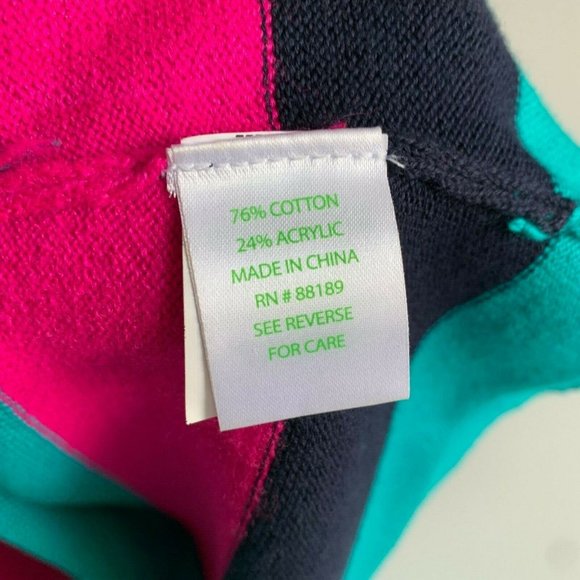 76% COTTON
24% ACRYLIC
MADE IN CHINA
RN # 88189
SEE REVERSE
FOR CARE